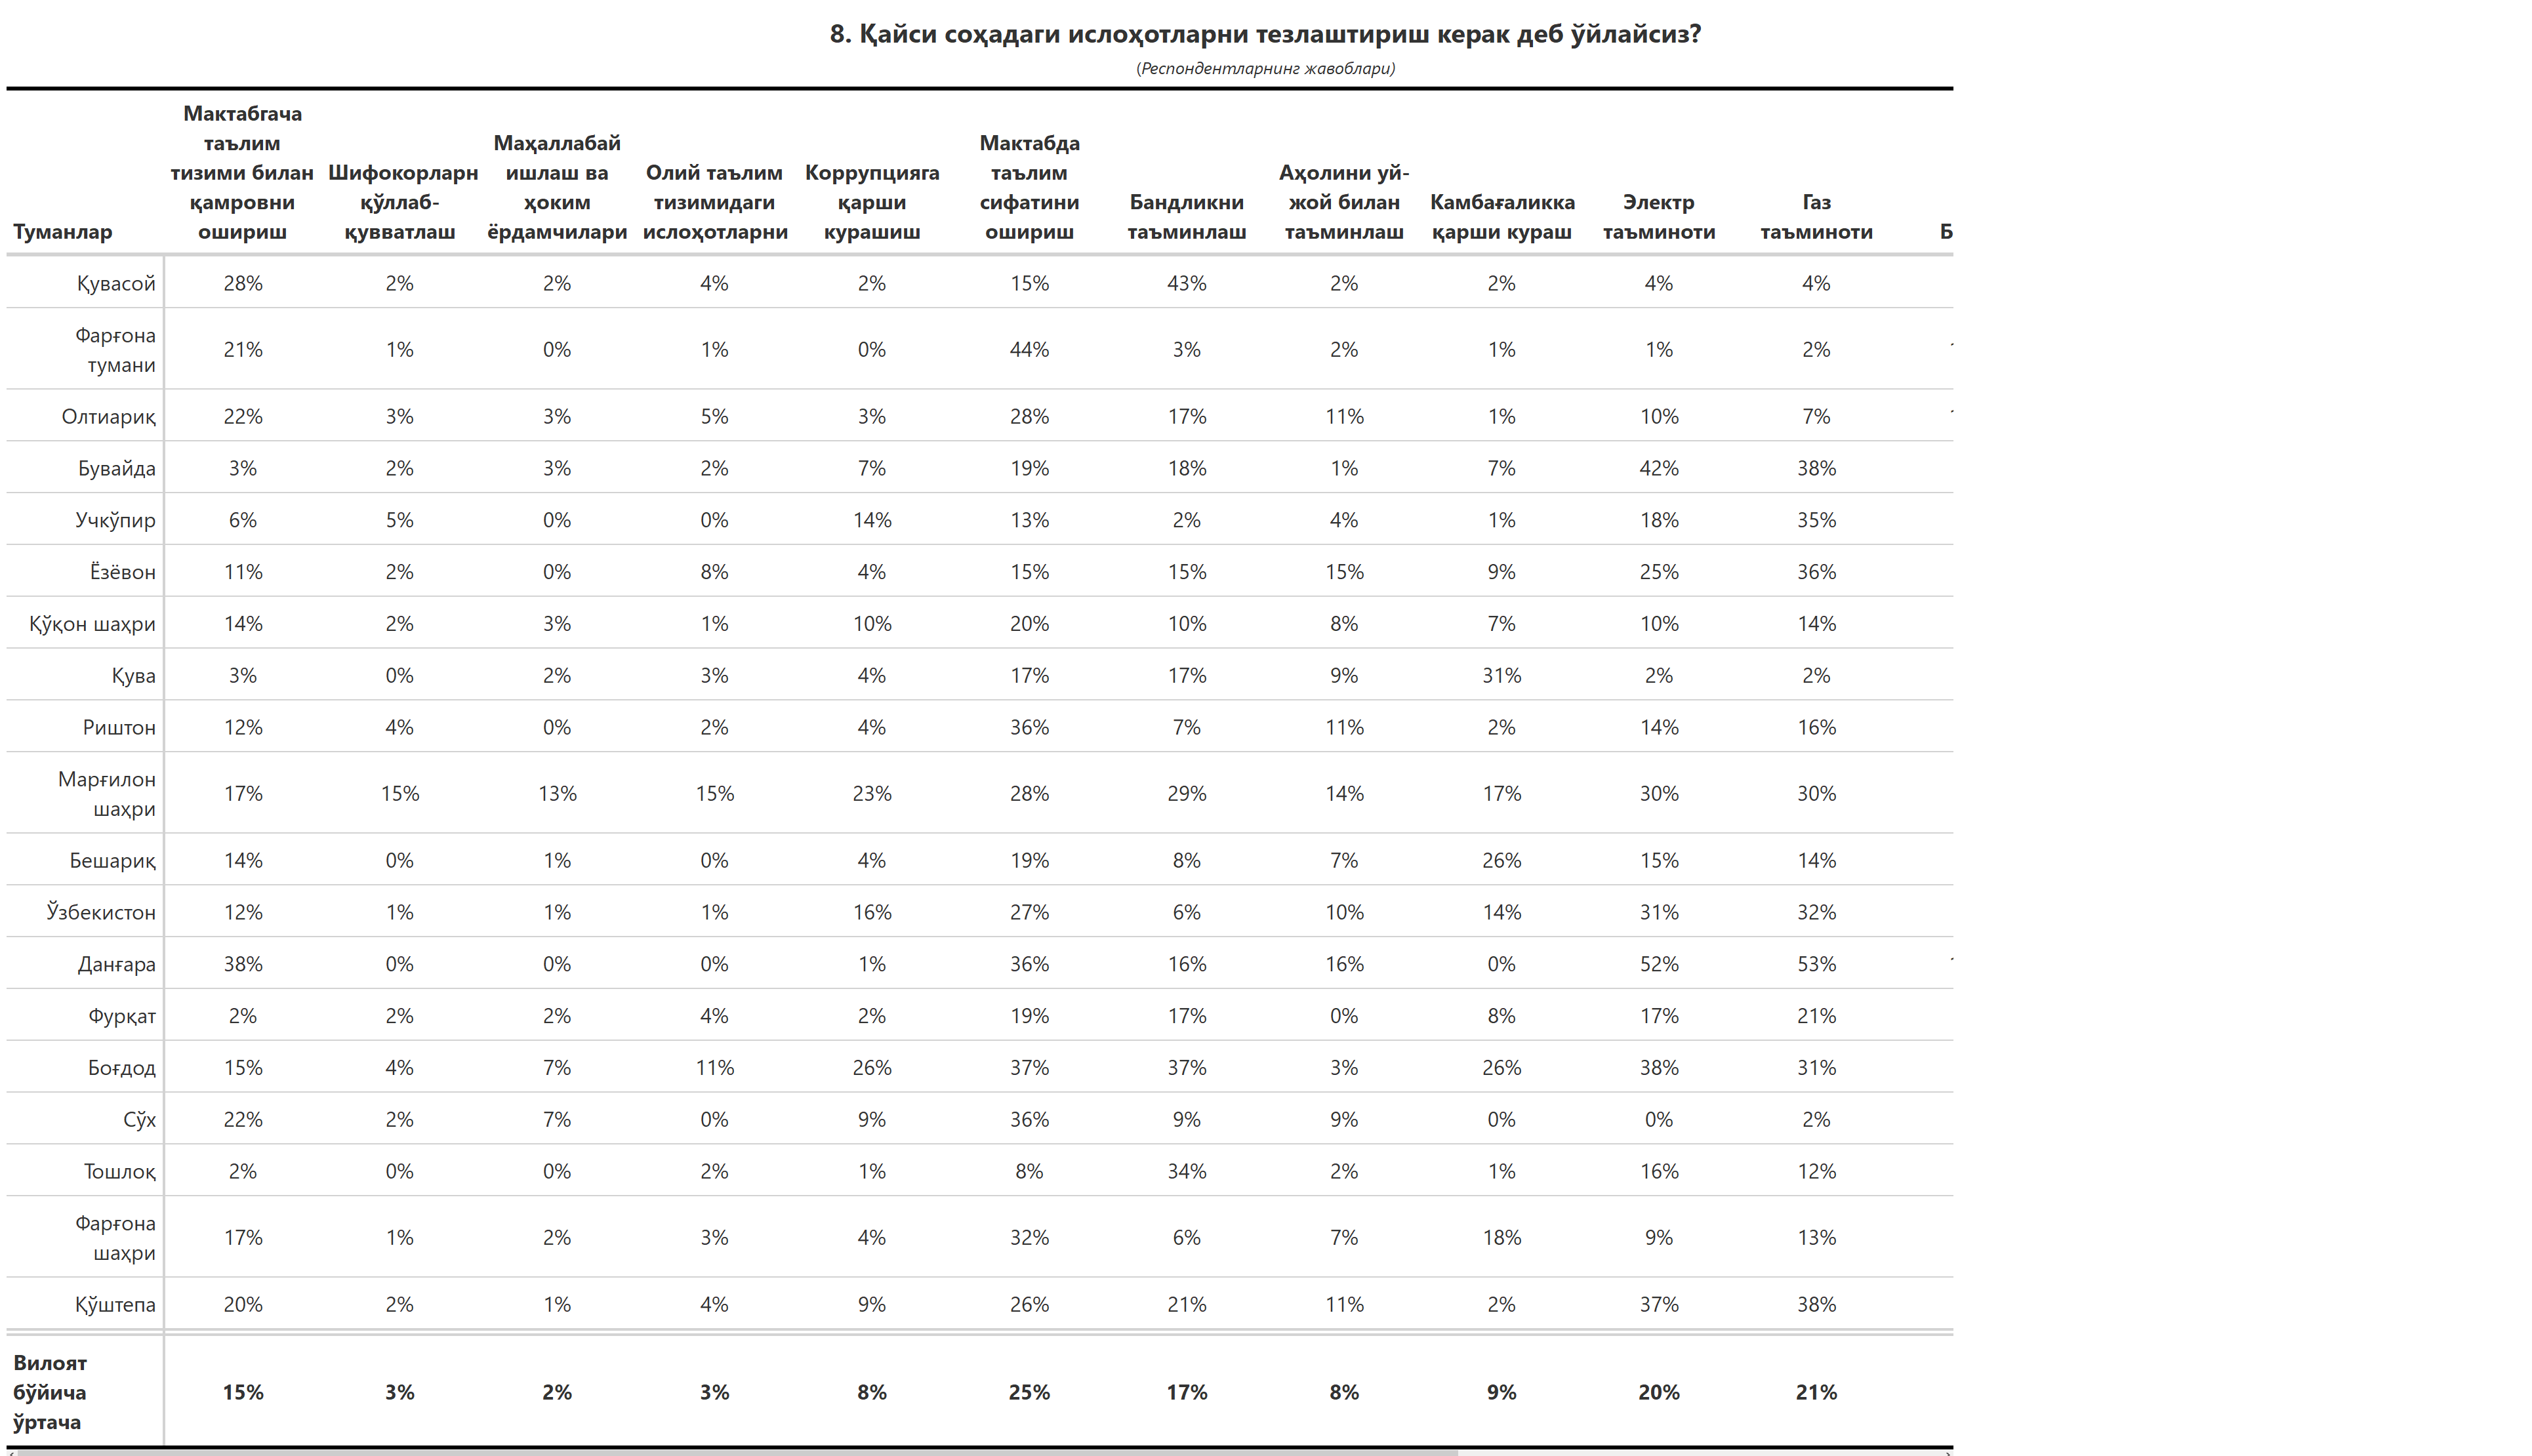 8. Қайси соҳадаги ислоҳотларни тезлаштириш керак деб ўйлайсиз?
(Респондентларнинг жавоблари)
Туманлар
Мактабгача
таълим
тизими билан
қамровни
ошириш
Шифокорларн
қўллаб-
қувватлаш
Маҳаллабай
ишлаш ва
ҳоким
ёрдамчилари
Олий таълим
тизимидаги
ислоҳотларни
Коррупцияга
қарши
курашиш
Мактабда
таълим
сифатини
ошириш
Бандликни
таъминлаш
Аҳолини уй-
жой билан
таъминлаш
Камбағаликка
қарши кураш
Электр
таъминоти
Газ
таъминоти
Б
Қувасой 28% 2% 2% 4% 2% 15% 43% 2% 2% 4% 4%
Фарғона
тумани
21% 1% 0% 1% 0% 44% 3% 2% 1% 1% 2%
Олтиариқ 22% 3% 3% 5% 3% 28% 17% 11% 1% 10% 7%
Бувайда 3% 2% 3% 2% 7% 19% 18% 1% 7% 42% 38%
Учкўпир 6% 5% 0% 0% 14% 13% 2% 4% 1% 18% 35%
Ёзёвон 11% 2% 0% 8% 4% 15% 15% 15% 9% 25% 36%
Қўқон шаҳри 14% 2% 3% 1% 10% 20% 10% 8% 7% 10% 14%
Қува 3% 0% 2% 3% 4% 17% 17% 9% 31% 2% 2%
Риштон 12% 4% 0% 2% 4% 36% 7% 11% 2% 14% 16%
Марғилон
шаҳри
17% 15% 13% 15% 23% 28% 29% 14% 17% 30% 30%
Бешариқ 14% 0% 1% 0% 4% 19% 8% 7% 26% 15% 14%
Ўзбекистон 12% 1% 1% 1% 16% 27% 6% 10% 14% 31% 32%
Данғара 38% 0% 0% 0% 1% 36% 16% 16% 0% 52% 53%
Фурқат 2% 2% 2% 4% 2% 19% 17% 0% 8% 17% 21%
Боғдод 15% 4% 7% 11% 26% 37% 37% 3% 26% 38% 31%
Сўх 22% 2% 7% 0% 9% 36% 9% 9% 0% 0% 2%
Тошлоқ 2% 0% 0% 2% 1% 8% 34% 2% 1% 16% 12%
Фарғона
шаҳри
17% 1% 2% 3% 4% 32% 6% 7% 18% 9% 13%
Қўштепа 20% 2% 1% 4% 9% 26% 21% 11% 2% 37% 38%
Вилоят
бўйича
ўртача
15% 3% 2% 3% 8% 25% 17% 8% 9% 20% 21%